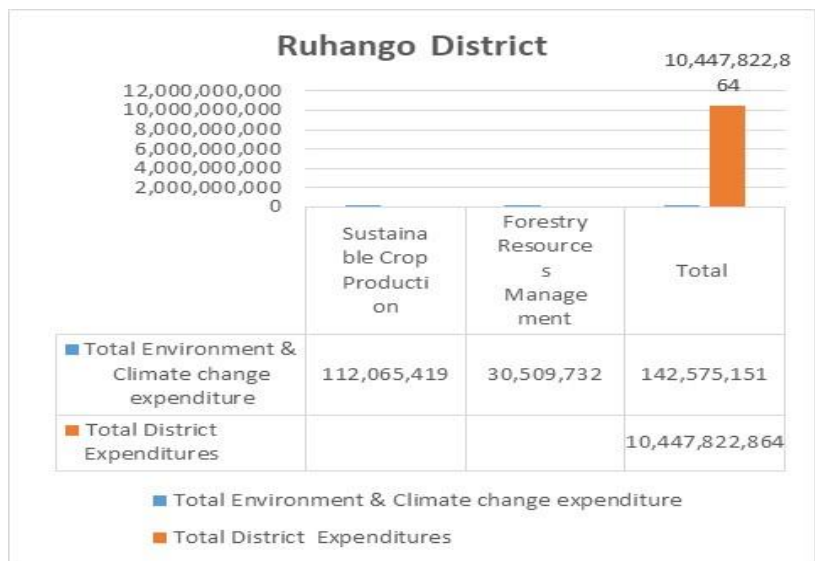 Ruhango District
10,447,822,8
64
12,000,000,000
10,000,000,000
8,000,000,000
6,000,000,000
4,000,000,000
2,000,000,000
0
Sustaina
ble Crop
Producti
on
Forestry
Resource
s
Manage
ment
Total
Total Environment &
Climate change
expenditure
112,065,419
30,509,732
142,575,151
Total District
Expenditures
10,447,822,864
Total Environment & Climate change expenditure
Total District Expenditures